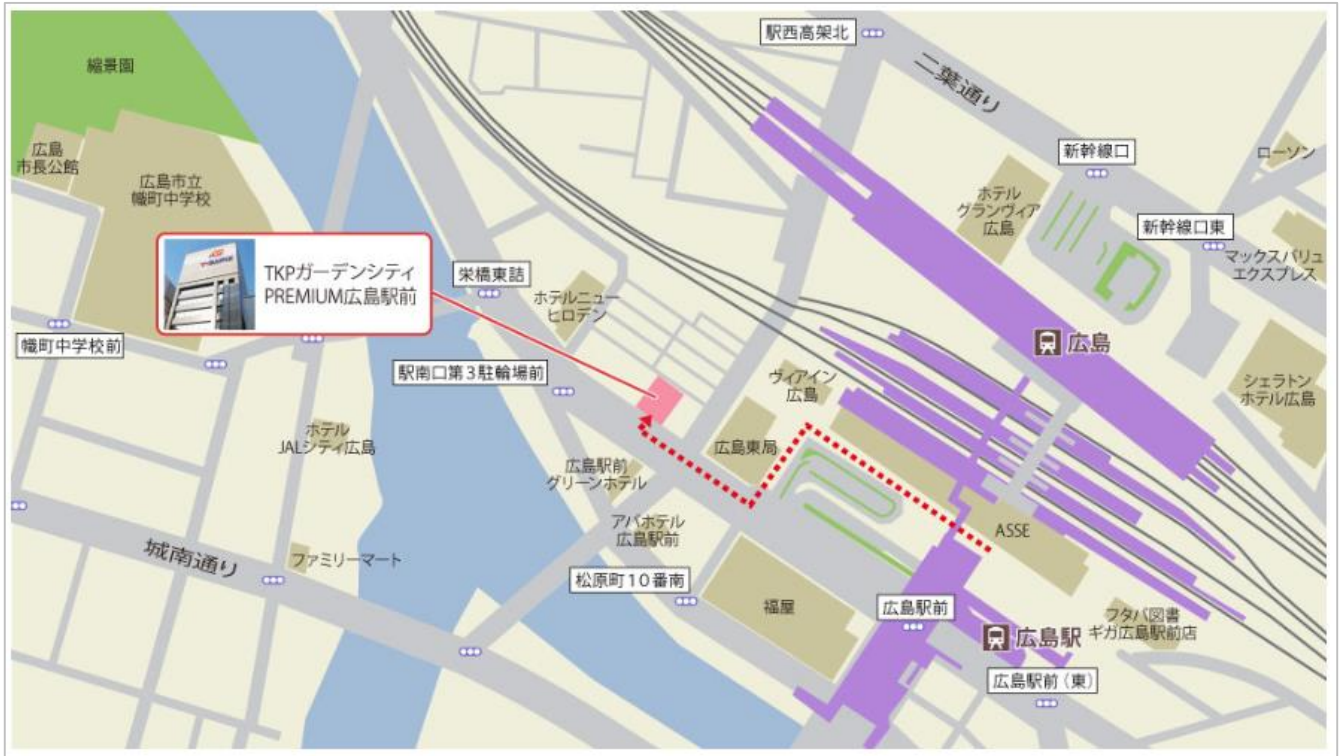 縮景園
広島
市長公館
広島市立
幟町中学校
TKPガーデンシティ
PREMIUM広島駅前
幟町中学校前
栄橋東詰
ホテルニュー
ヒロデン
駅南口第3駐輪場前
ホテル
JALシティ広島
広島駅前
グリーンホテル
アパホテル
広島駅前
城南通り
ファミリーマート
松原町10番南
福屋
広島東局
ヴィアイン
広島
駅西高架北
二葉通り
新幹線口
ローソン
ホテル
グランヴィア
広島
新幹線口東
マックスバリュ
エクスプレス
広島
シェラトン
ホテル広島
ASSE
広島駅前
広島駅
フタバ図書
ギガ広島駅前店
広島駅前(東)